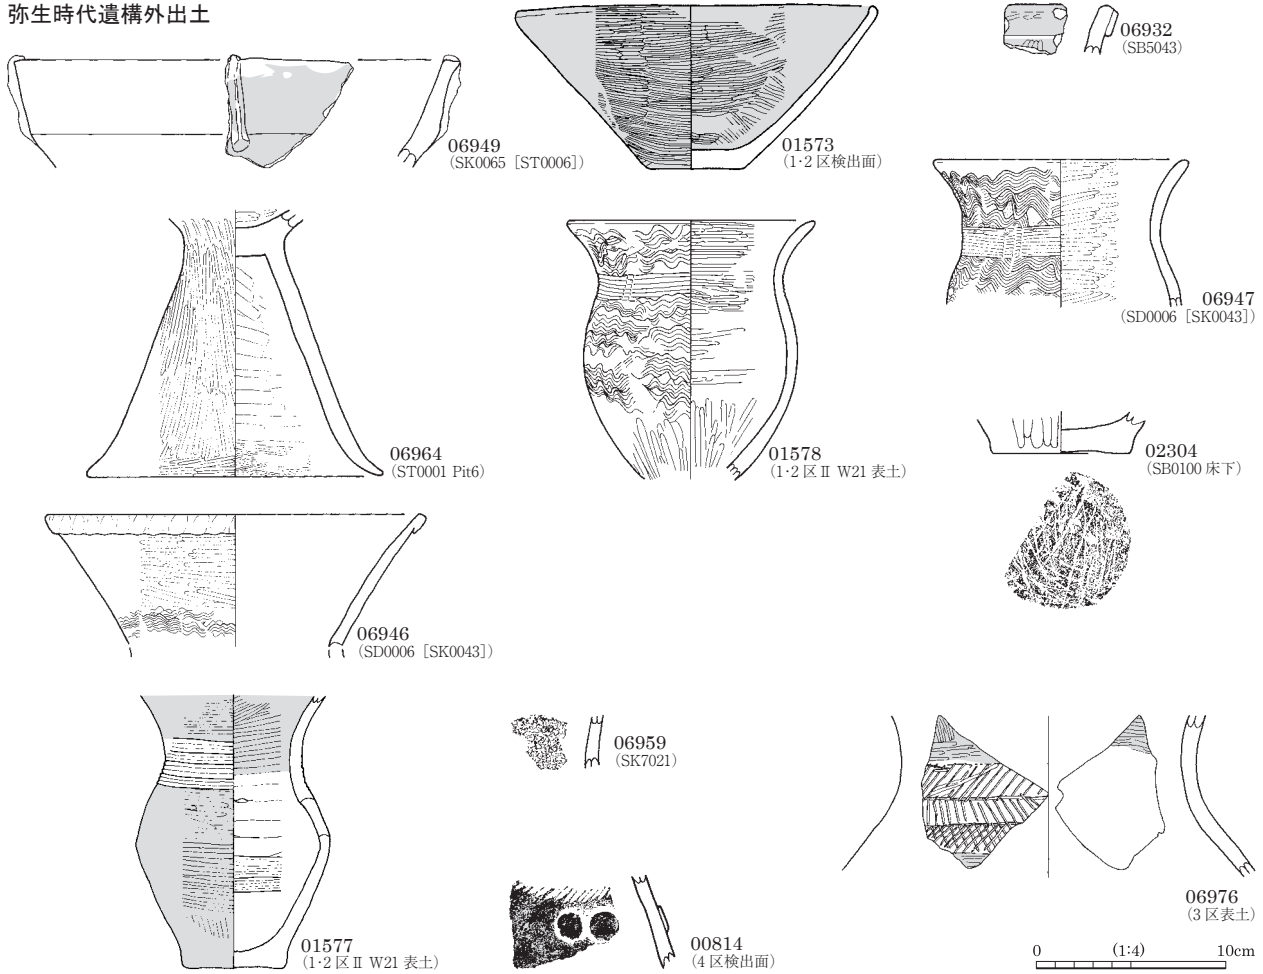 弥生時代遺構外出土
06949
(SK0065［ST0006］)
01573
(1·2区検出面)
06932
(SB5043)
06947
(SD0006［SK0043］)
06964
(ST0001 Pit6)
01578
(1·2区Ⅱ W21 表土)
02304
(SB0100 床下)
06946
(SD0006［SK0043］)
06959
(SK7021)
01577
(1·2区Ⅱ W21 表土)
00814
(4区検出面)
06976
(3区表土)
0 (1:4) 10cm